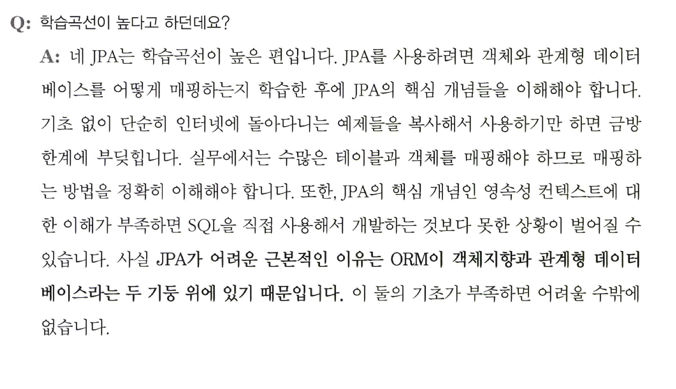 Q: 학습곡선이 높다고 하던데요?
A: 네 JPA는 학습곡선이 높은 편입니다. JPA를 사용하려면 객체와 관계형 데이터
베이스를 어떻게 매핑하는지 학습한 후에 JPA의 핵심 개념들을 이해해야 합니다.
기초 없이 단순히 인터넷에 돌아다니는 예제들을 복사해서 사용하기만 하면 금방
한계에 부딪힙니다. 실무에서는 수많은 테이블과 객체를 매핑해야 하므로 매핑하
는 방법을 정확히 이해해야 합니다. 또한, JPA의 핵심 개념인 영속성 컨텍스트에 대
한 이해가 부족하면 SQL을 직접 사용해서 개발하는 것보다 못한 상황이 벌어질 수
있습니다. 사실 JPA가 어려운 근본적인 이유는 ORM이 객체지향과 관계형 데이터
베이스라는 두 기둥 위에 있기 때문입니다. 이 둘의 기초가 부족하면 어려울 수밖에
없습니다.